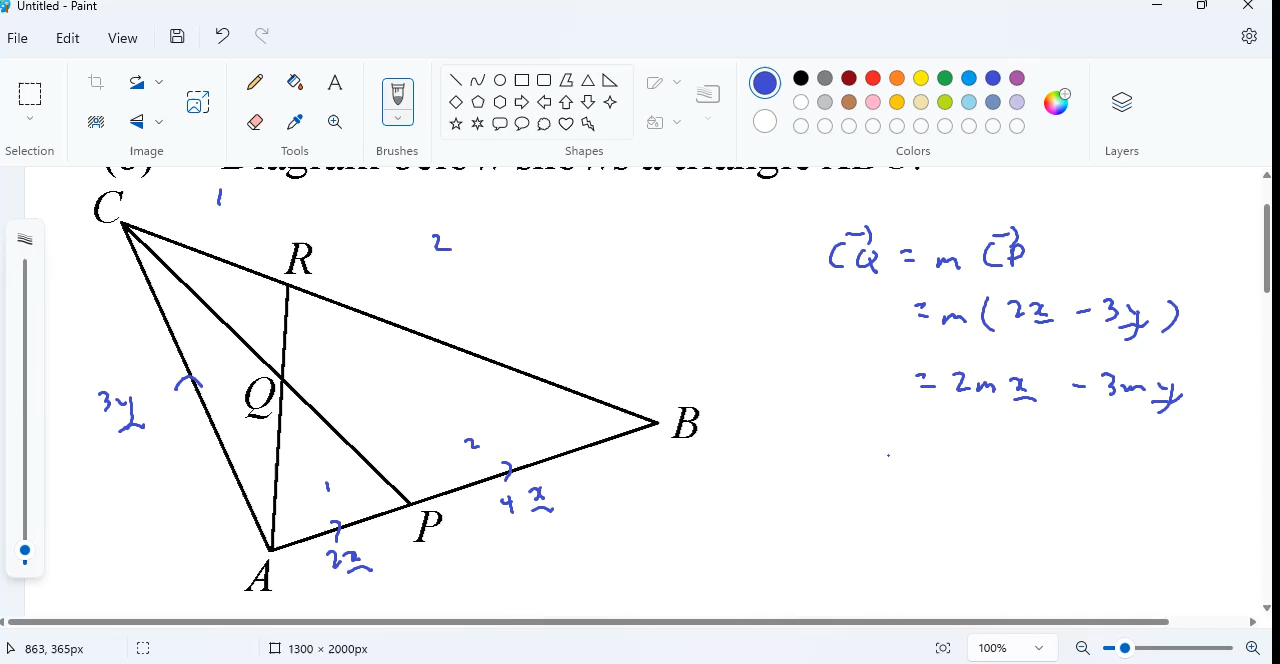 Untitled - Paint
File Edit View
Selection Image Tools Brushes Shapes Colors Layers
A
C
1
2
R
CQ = m CP
= m ( 2x - 3y )
= 2m x - 3m y
3y
Q
B
2
1
4 x
P
2x
A
863, 365px
1300 × 2000px
100%